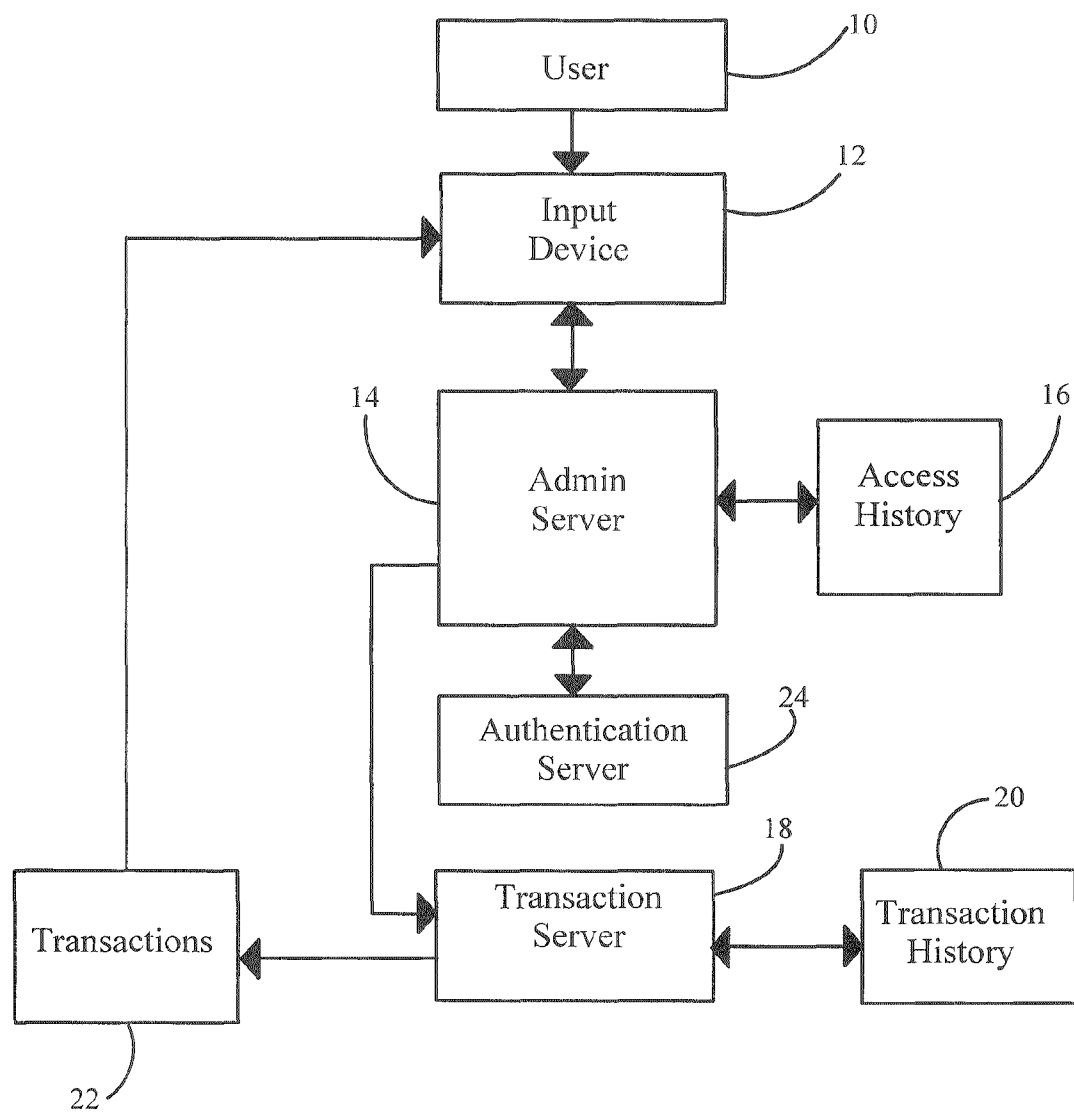 10
User
12
Input
Device
14
16
Admin
Server
Access
History
24
Authentication
Server
18
20
Transaction
Server
Transactions
Transaction
History
22